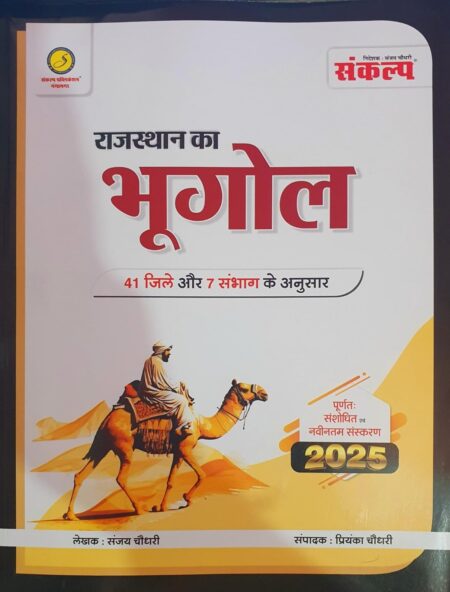 संकल्प पब्लिकेशन
निदेशक - संजय चौधरी
संकल्प
राजस्थान का
भूगोल
41 जिले और 7 संभाग के अनुसार
पूर्णतः
संशोधित एवं
नवीनतम संस्करण
2025
लेखक : संजय चौधरी
संपादक : प्रियंका चौधरी